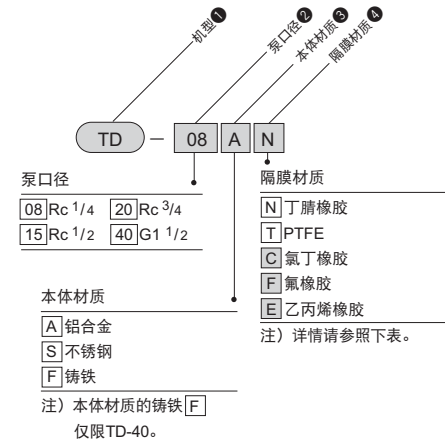 机型❶
泵口径❷
本体材质❸
隔膜材质❹
TD – 08 A N
泵口径
08 Rc 1/4 20 Rc 3/4
15 Rc 1/2 40 G1 1/2
隔膜材质
N 丁腈橡胶
T PTFE
C 氯丁橡胶
F 氟橡胶
E 乙丙烯橡胶
注）详情请参照下表。
本体材质
A 铝合金
S 不锈钢
F 铸铁
注）本体材质的铸铁 F
仅限TD-40。